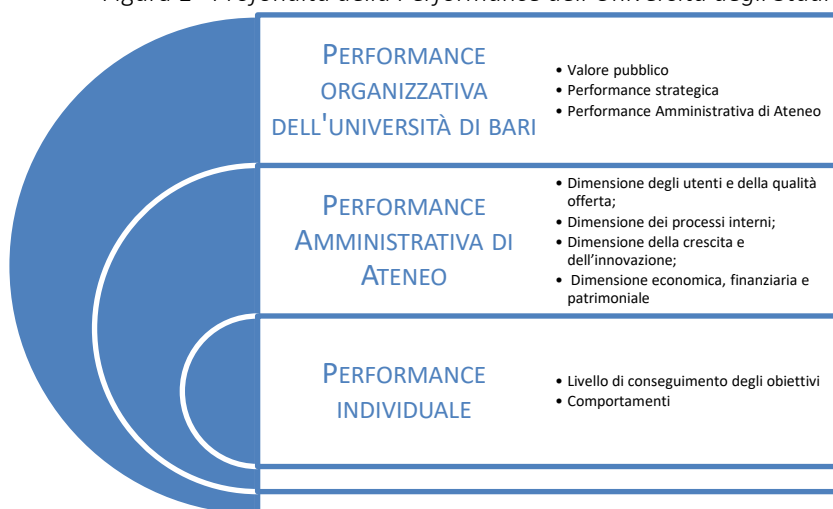 PERFORMANCE
ORGANIZZATIVA
DELL'UNIVERSITÀ DI BARI
• Valore pubblico
• Performance strategica
• Performance Amministrativa di Ateneo
PERFORMANCE
AMMINISTRATIVA DI
ATENEO
• Dimensione degli utenti e della qualità
offerta;
• Dimensione dei processi interni;
• Dimensione della crescita e
dell'innovazione;
• Dimensione economica, finanziaria e
patrimoniale
PERFORMANCE
INDIVIDUALE
• Livello di conseguimento degli obiettivi
• Comportamenti